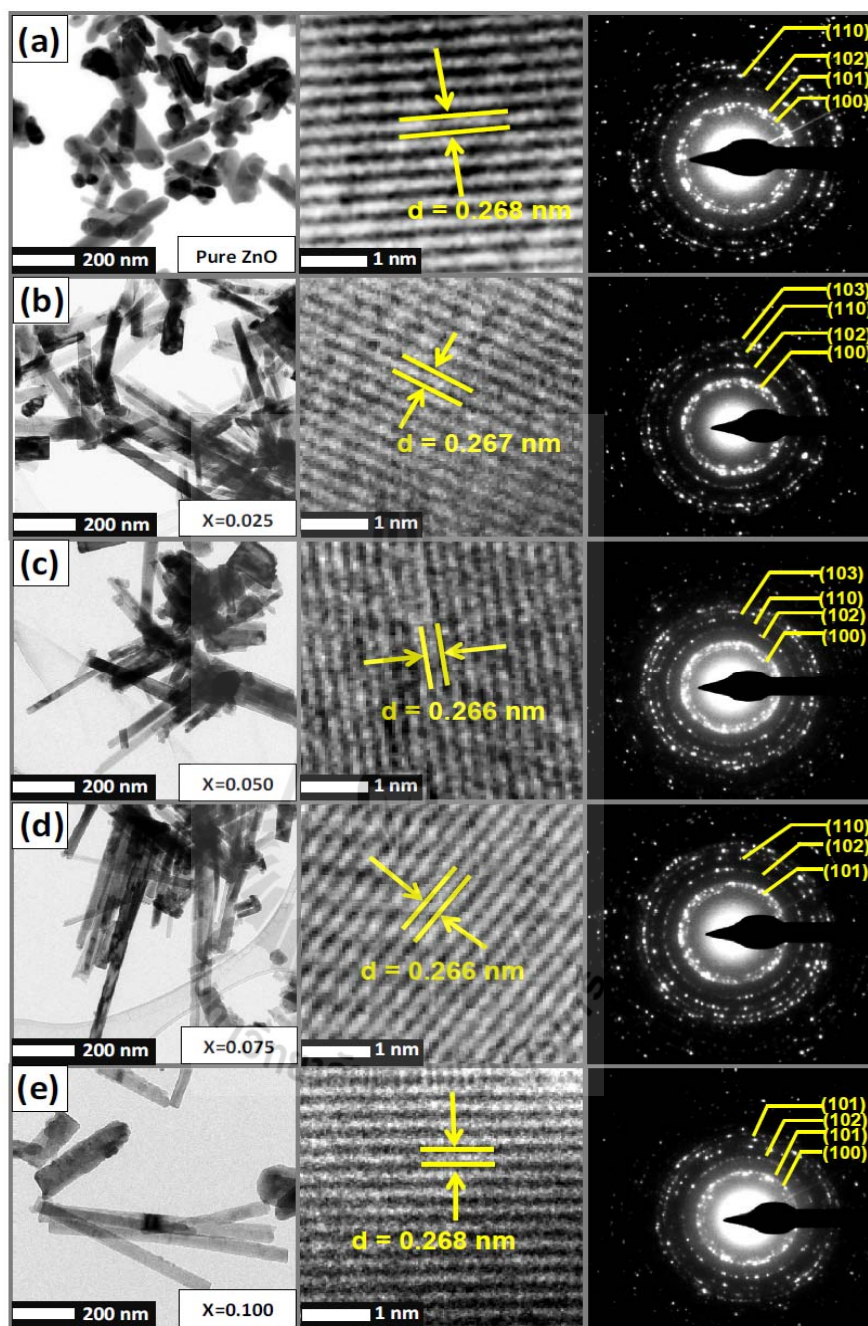 (a)
200 nm
Pure ZnO
d = 0.268 nm
1 nm
(110)
(102)
(101)
(100)
(b)
200 nm
X=0.025
d = 0.267 nm
1 nm
(103)
(110)
(102)
(100)
(c)
200 nm
X=0.050
d = 0.266 nm
1 nm
(103)
(110)
(102)
(100)
(d)
200 nm
X=0.075
d = 0.266 nm
1 nm
(110)
(102)
(101)
(e)
200 nm
X=0.100
d = 0.268 nm
1 nm
(101)
(102)
(101)
(100)